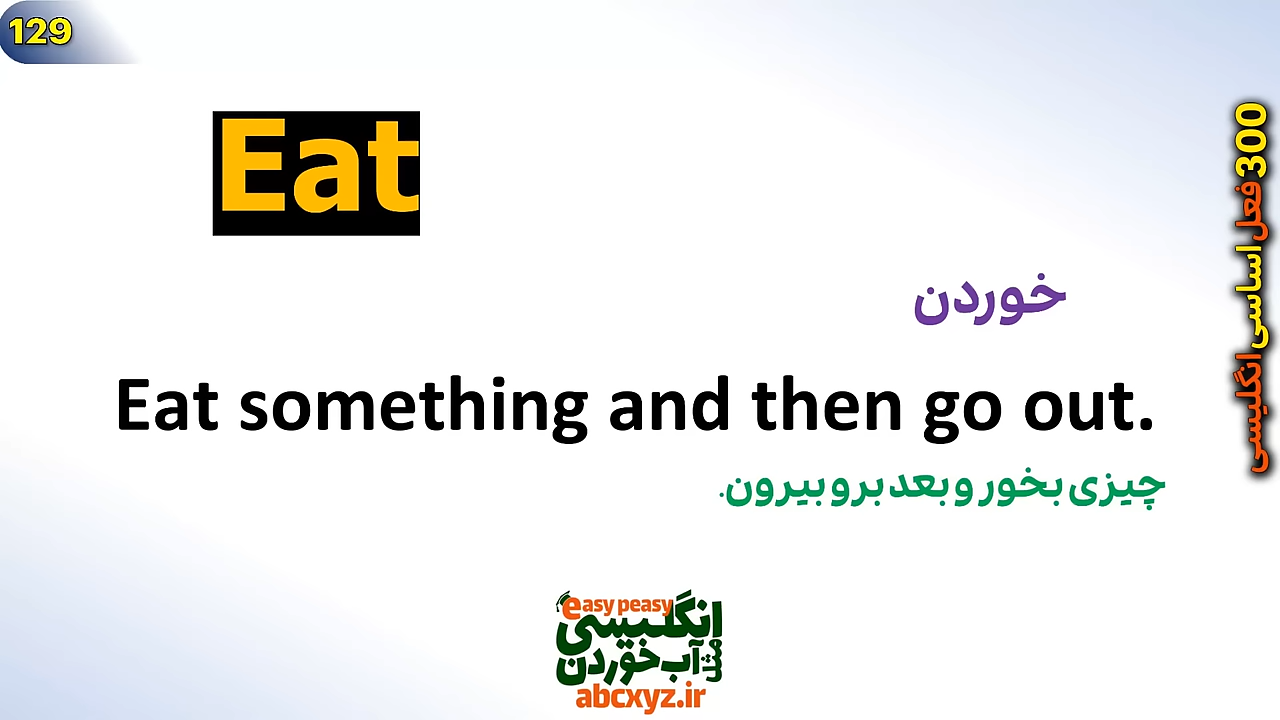 129
Eat
خوردن
Eat something and then go out.
چیزی بخور و بعد برو بیرون.
300 فعل اساسی انگلیسی
easy peasy
انگلیسی
مثل
آب خوردن
abcxyz.ir